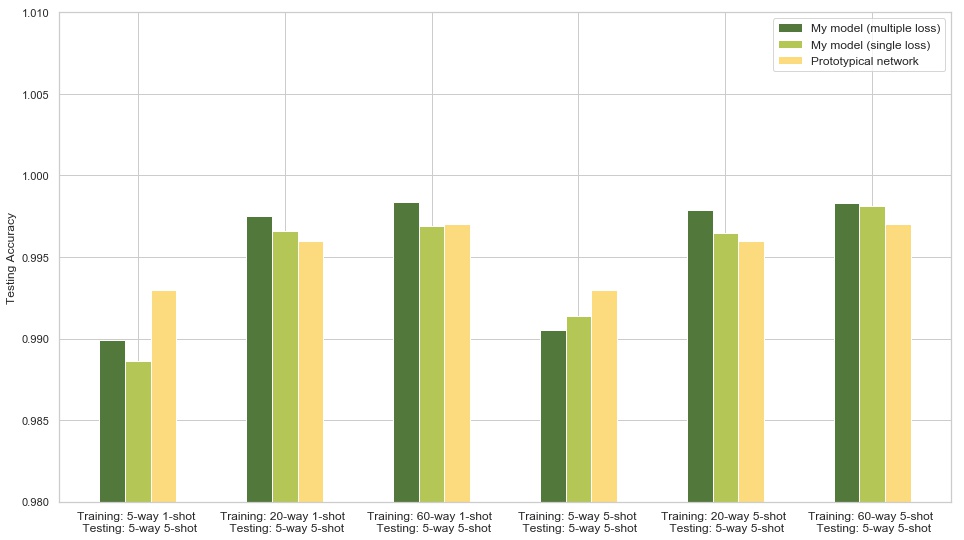 1.010
1.005
1.000
0.995
0.990
0.985
0.980
Testing Accuracy
My model (multiple loss)
My model (single loss)
Prototypical network
Training: 5-way 1-shot
Testing: 5-way 5-shot
Training: 20-way 1-shot
Testing: 5-way 5-shot
Training: 60-way 1-shot
Testing: 5-way 5-shot
Training: 5-way 5-shot
Testing: 5-way 5-shot
Training: 20-way 5-shot
Testing: 5-way 5-shot
Training: 60-way 5-shot
Testing: 5-way 5-shot